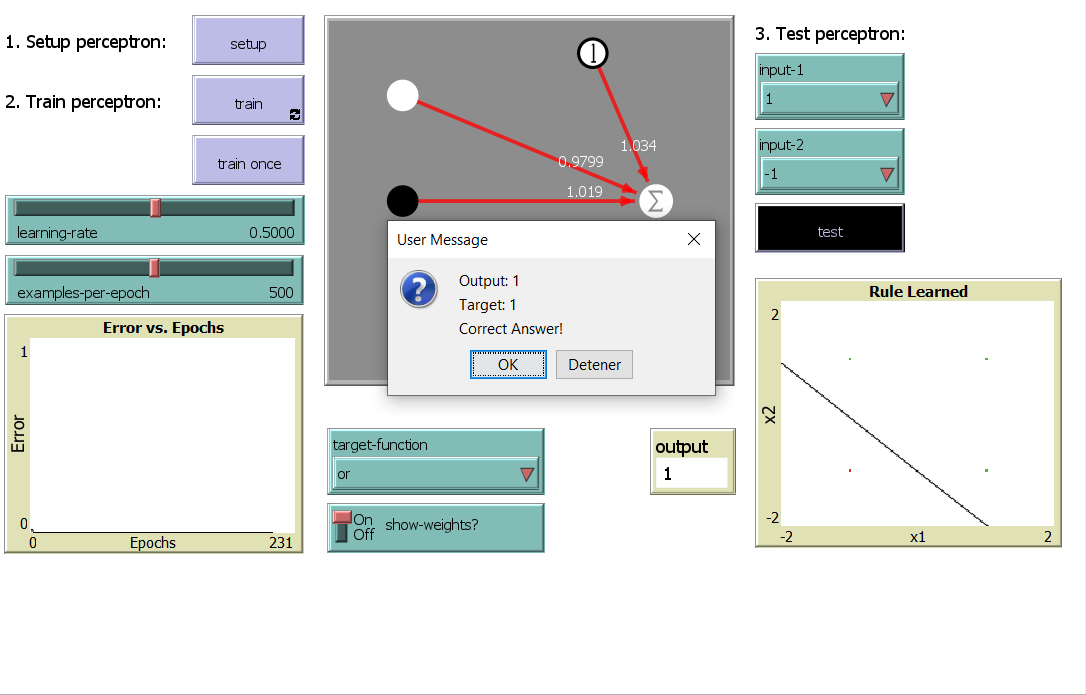 1. Setup perceptron:
setup
2. Train perceptron:
train
train once
learning-rate 0.5000
examples-per-epoch 500
Error vs. Epochs
1
Error
0
0 Epochs 231
1
0.9799
1.034
1.019
Σ
User Message
Output: 1
Target: 1
Correct Answer!
OK Detener
target-function
or
On
Off
show-weights?
output
1
3. Test perceptron:
input-1
1
input-2
-1
test
Rule Learned
2
x2
-2
-2 x1 2